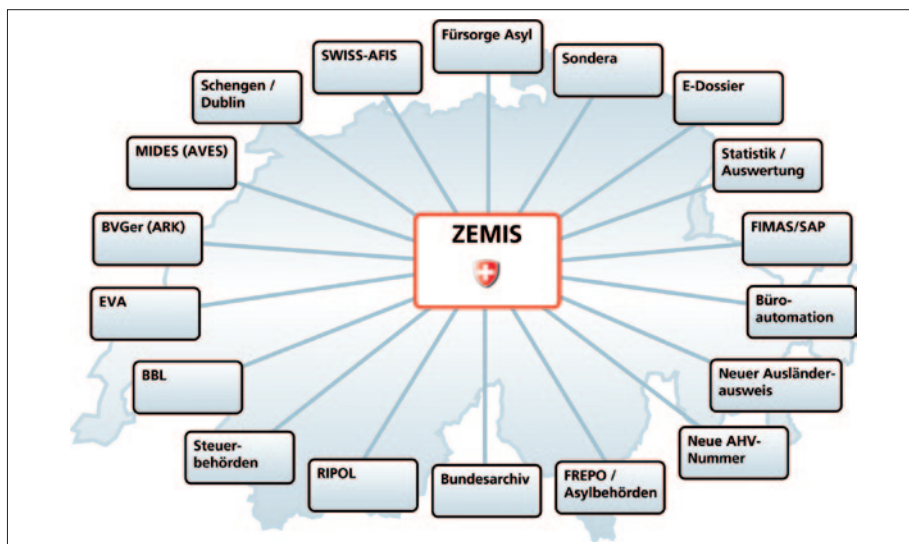 Fürsorge Asyl
SWISS-AFIS
Sondera
Schengen /
Dublin
E-Dossier
MIDES (AVES)
Statistik /
Auswertung
BVGer (ARK)
ZEMIS
FIMAS/SAP
EVA
Büro-
automation
BBL
Neuer Ausländer-
ausweis
Steuer-
behörden
Neue AHV-
Nummer
RIPOL
Bundesarchiv
FREPO /
Asylbehörden